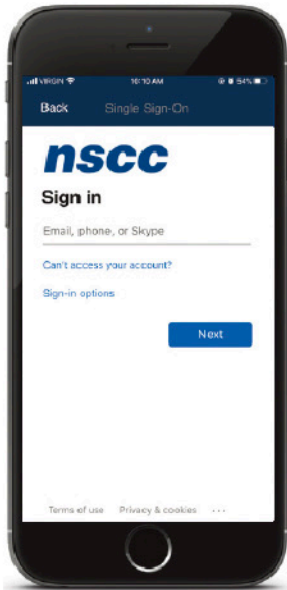 VIRGIN 10:10 AM 54%
Back Single Sign-On
nscc
Sign in
Email, phone, or Skype
Can't access your account?
Sign-in options
Next
Terms of use Privacy & cookies ...